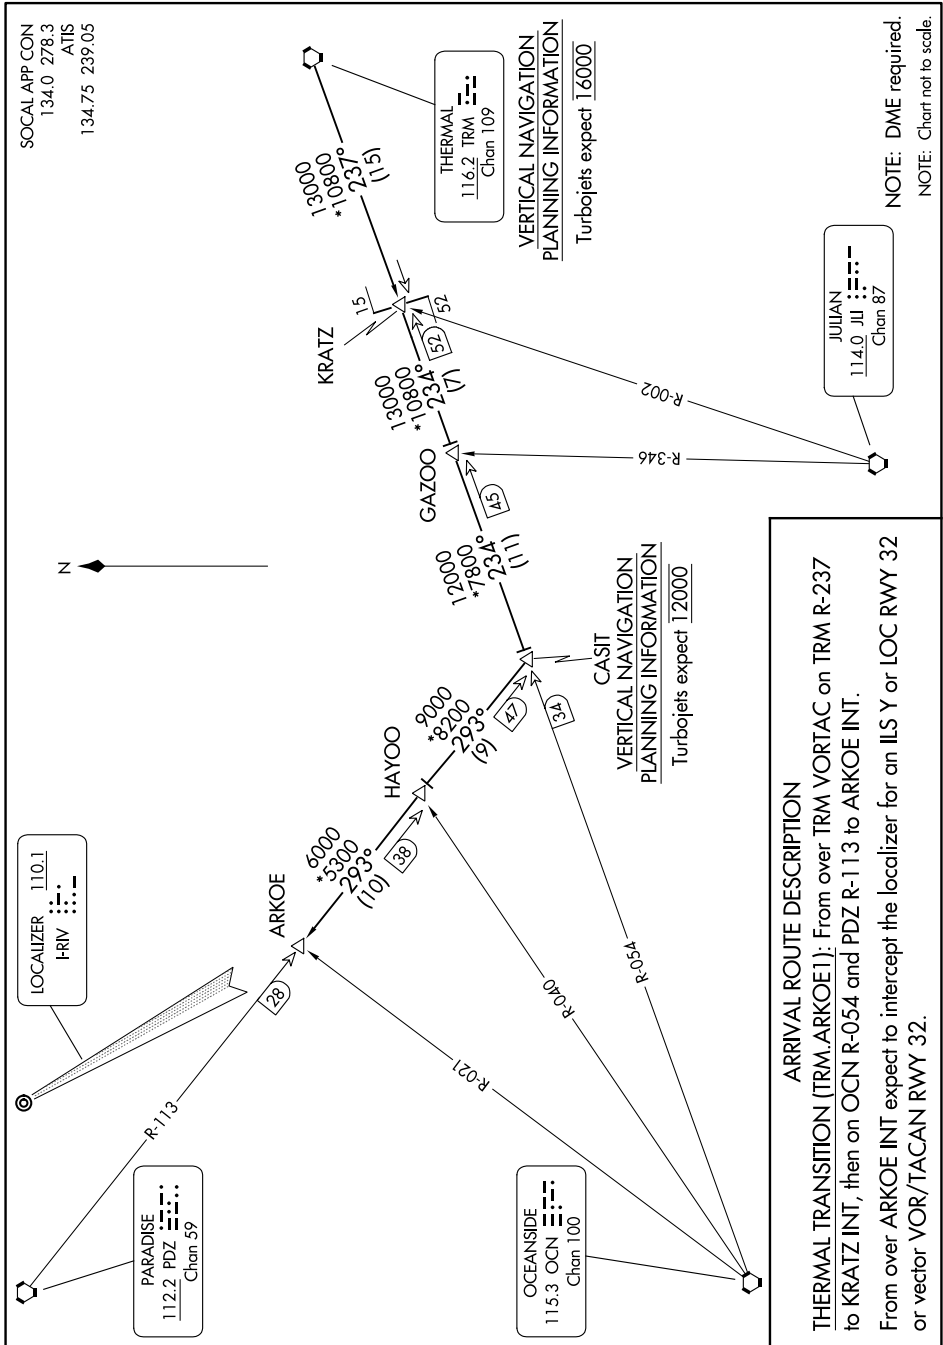 SOCAL APP CON
134.0 278.3
ATIS
134.75 239.05
N
LOCALIZER 110.1
I-RIV
PARADISE
112.2 PDZ
Chan 59
R-113
28
ARKOE
6000
*5300
293°
(10)
38
HAYOO
9000
*8200
293°
(9)
47
34
CASIT
VERTICAL NAVIGATION
PLANNING INFORMATION
Turbojets expect 12000
12000
*7800
234°
(11)
45
GAZOO
13000
*10800
234°
(7)
52
KRATZ
15
52
13000
*10800
237°
(15)
THERMAL
116.2 TRM
Chan 109
VERTICAL NAVIGATION
PLANNING INFORMATION
Turbojets expect 16000
OCEANSIDE
115.3 OCN
Chan 100
R-021
R-040
R-054
R-346
R-002
JULIAN
114.0 JLI
Chan 87
NOTE: DME required.
NOTE: Chart not to scale.
ARRIVAL ROUTE DESCRIPTION
THERMAL TRANSITION (TRM.ARKOE1): From over TRM VORTAC on TRM R-237
to KRATZ INT, then on OCN R-054 and PDZ R-113 to ARKOE INT.
From over ARKOE INT expect to intercept the localizer for an ILS Y or LOC RWY 32
or vector VOR/TACAN RWY 32.